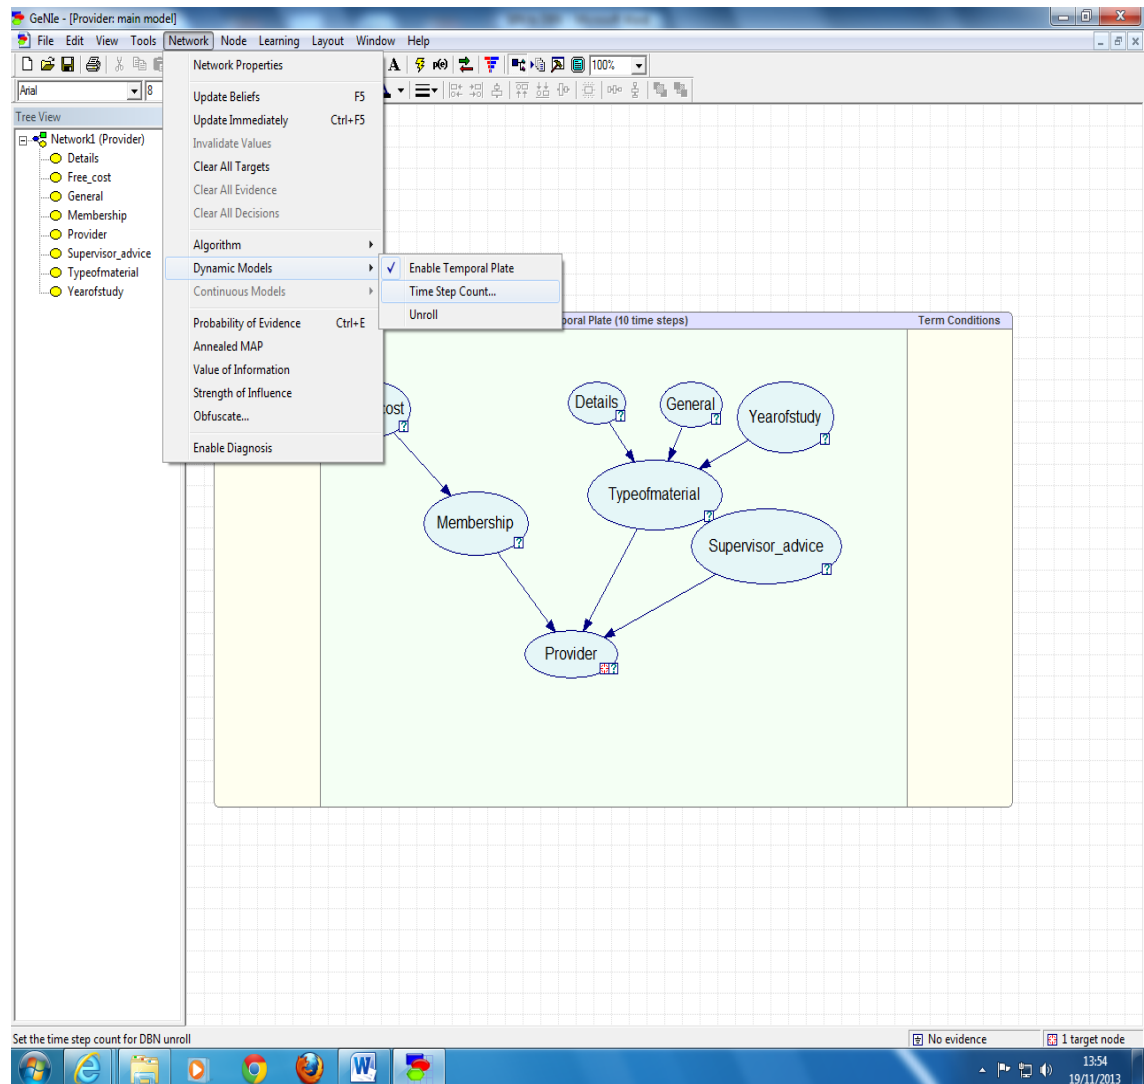 GeNIe - [Provider: main model]
File Edit View Tools Network Node Learning Layout Window Help
100%
Arial
8
Tree View
Network1 (Provider)
Details
Free_cost
General
Membership
Provider
Supervisor_advice
Typeofmaterial
Yearofstudy
Network Properties
Update Beliefs F5
Update Immediately Ctrl+F5
Invalidate Values
Clear All Targets
Clear All Evidence
Clear All Decisions
Algorithm
Dynamic Models
Continuous Models
Probability of Evidence Ctrl+E
Annealed MAP
Value of Information
Strength of Influence
Obfuscate...
Enable Diagnosis
Enable Temporal Plate
Time Step Count...
Unroll
poral Plate (10 time steps)
Term Conditions
cost
Details
General
Yearofstudy
Typeofmaterial
Membership
Supervisor_advice
Provider
Set the time step count for DBN unroll
No evidence
1 target node
13:54
19/11/2013